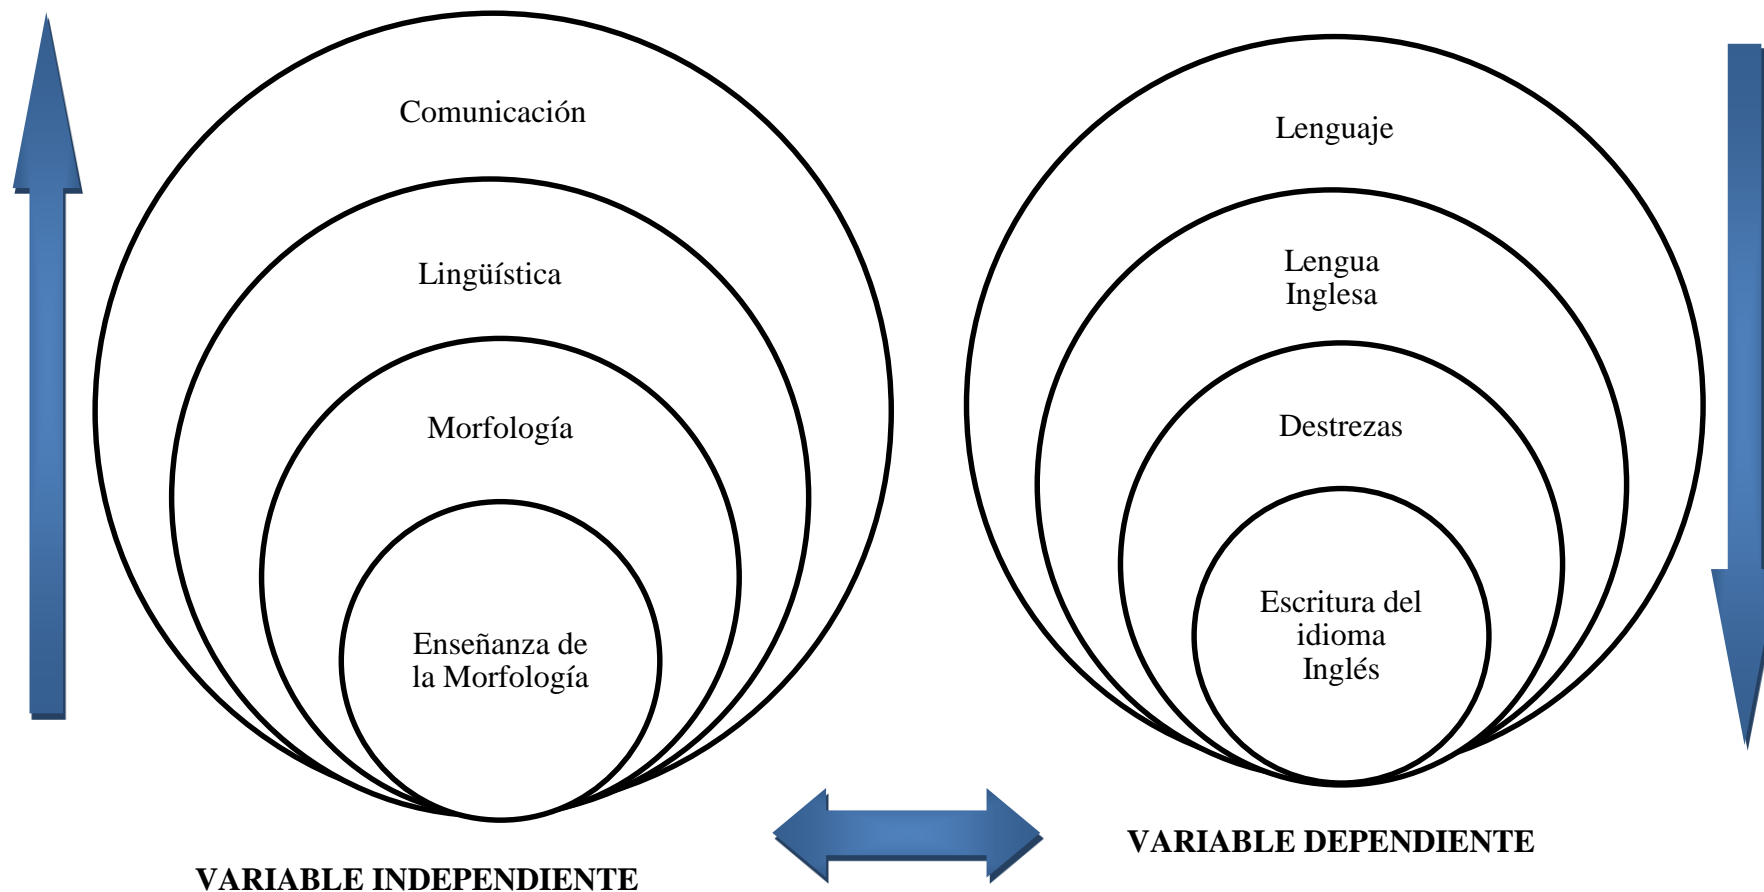 Comunicación
Lingüística
Morfología
Enseñanza de
la Morfología
VARIABLE INDEPENDIENTE
Lenguaje
Lengua
Inglesa
Destrezas
Escritura del
idioma
Inglés
VARIABLE DEPENDIENTE